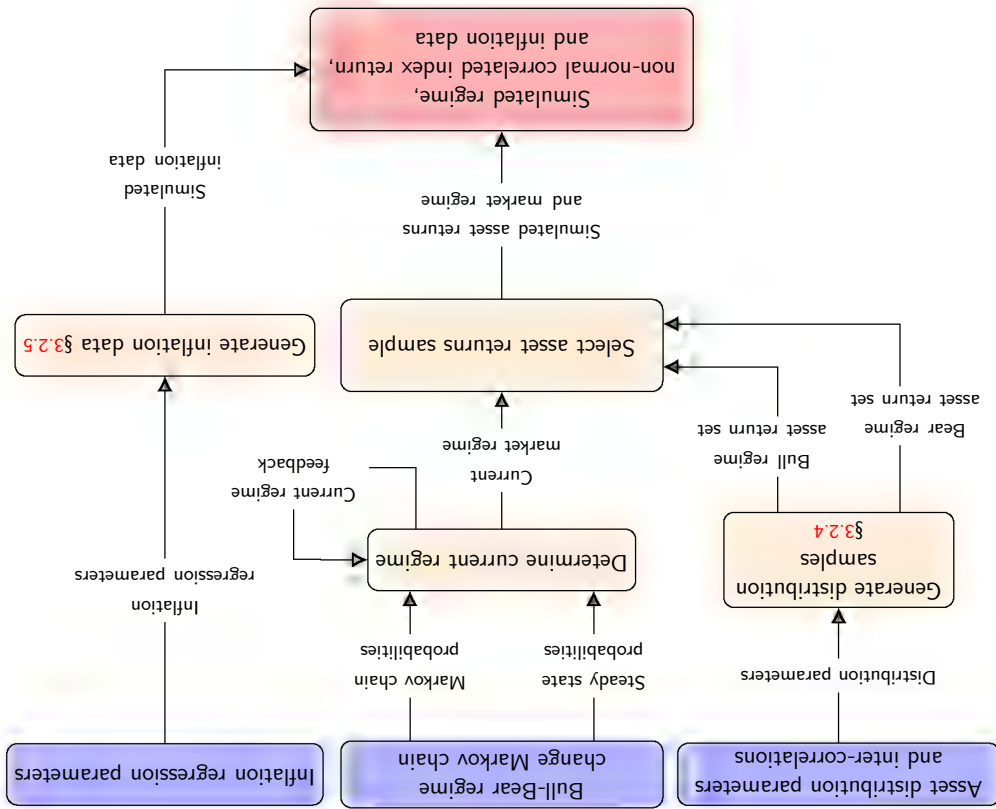 Asset distribution parameters
and inter-correlations
Bull-Bear regime
change Markov chain
Inflation regression parameters
Distribution parameters
Steady state
probabilities
Markov chain
probabilities
Inflation
regression parameters
Generate distribution
samples
§3.2.4
Determine current regime
Current regime
feedback
Bear regime
asset return set
Bull regime
asset return set
Current
market regime
Select asset returns sample
Generate inflation data §3.2.5
Simulated asset returns
and market regime
Simulated
inflation data
Simulated regime,
non-normal correlated index return,
and inflation data